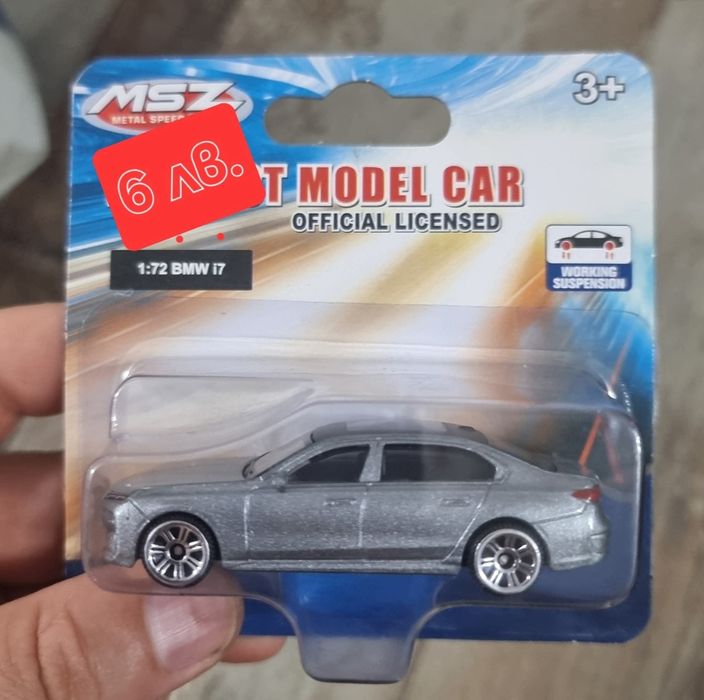 MSZ
3+
METAL SPEED
6 лв.
MODEL CAR
OFFICIAL LICENSED
1:72 BMW i7
WORKING
SUSPENSION